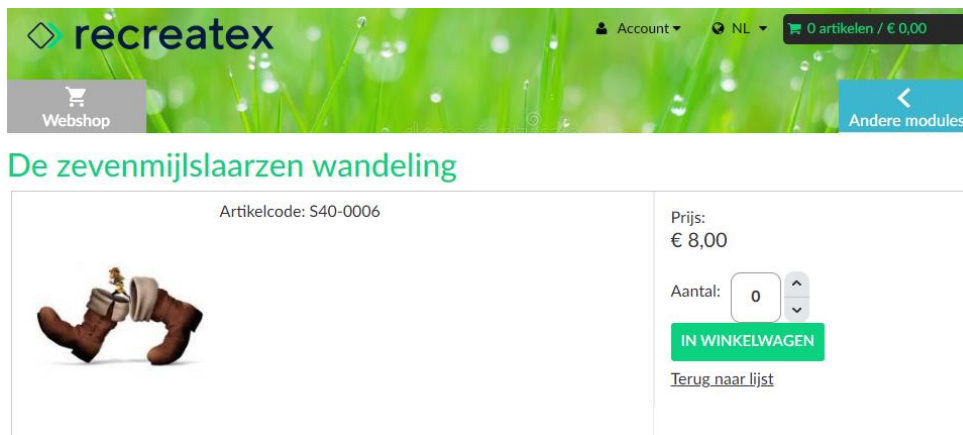 recreatex
Account
NL
0 artikelen / € 0,00
Webshop
Andere modules
De zevenmijlslaarzen wandeling
Artikelcode: S40-0006
Prijs:
€ 8,00
Aantal: 0
IN WINKELWAGEN
Terug naar lijst